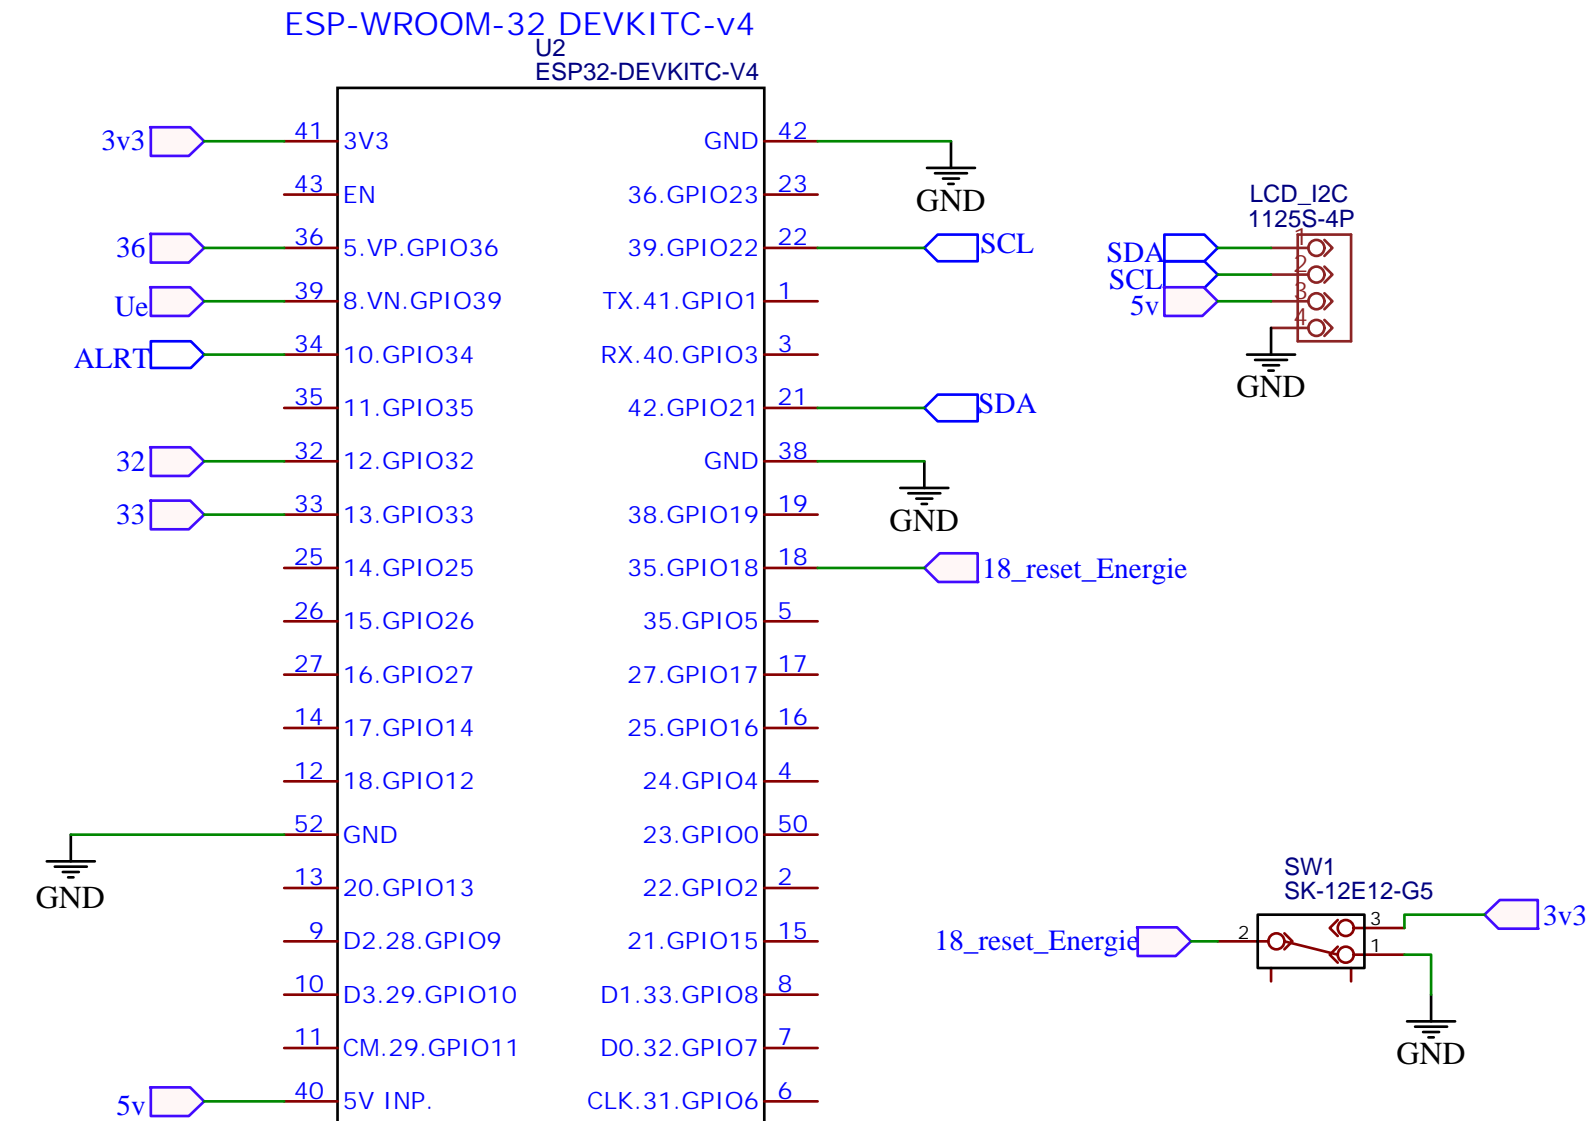 ESP-WROOM-32 DEVKITC-v4
U2
ESP32-DEVKITC-V4
3v3 41 3V3 GND 42
GND
43 EN 36.GPIO23 23
36 36 5.VP.GPIO36 39.GPIO22 22 SCL
Ue 39 8.VN.GPIO39 TX.41.GPIO1 1
ALRT 34 10.GPIO34 RX.40.GPIO3 3
35 11.GPIO35 42.GPIO21 21 SDA
32 32 12.GPIO32 GND 38
GND
33 33 13.GPIO33 38.GPIO19 19
25 14.GPIO25 35.GPIO18 18 18_reset_Energie
26 15.GPIO26 35.GPIO5 5
27 16.GPIO27 27.GPIO17 17
14 17.GPIO14 25.GPIO16 16
12 18.GPIO12 24.GPIO4 4
52 GND 23.GPIO0 50
GND
13 20.GPIO13 22.GPIO2 2
9 D2.28.GPIO9 21.GPIO15 15
10 D3.29.GPIO10 D1.33.GPIO8 8
11 CM.29.GPIO11 D0.32.GPIO7 7
5v 40 5V INP. CLK.31.GPIO6 6
LCD_I2C
1125S-4P
SDA 1
SCL 2
5v 3
4
GND
SW1
SK-12E12-G5
3 3v3
18_reset_Energie 2 1
GND